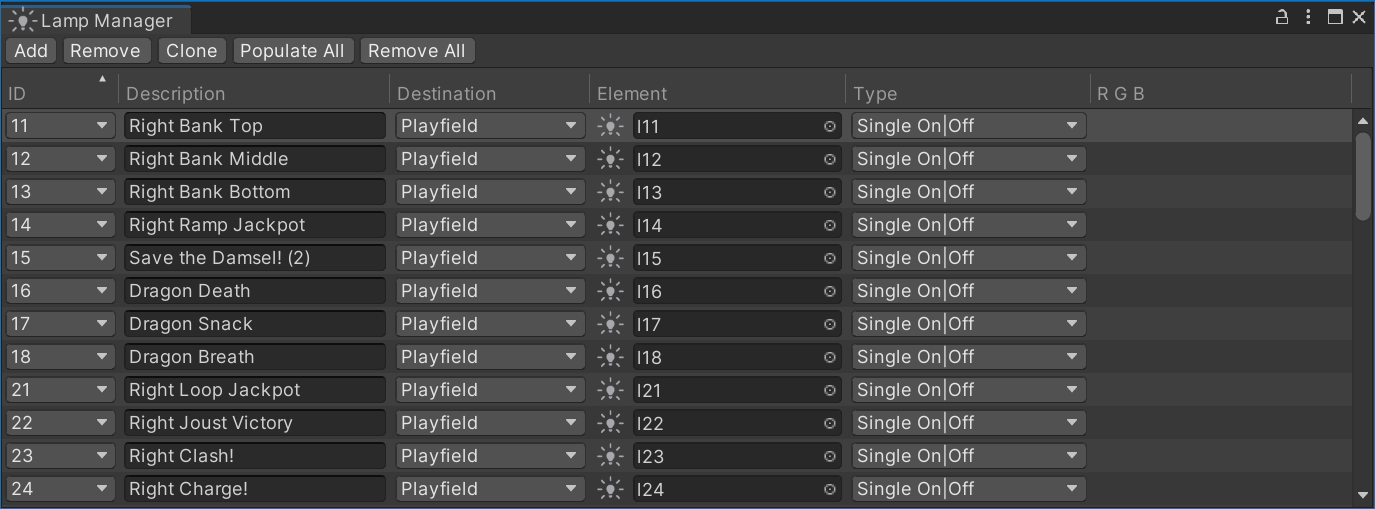 Lamp Manager
Add Remove Clone Populate All Remove All
ID Description Destination Element Type R G B
11 Right Bank Top Playfield l11 Single On|Off
12 Right Bank Middle Playfield l12 Single On|Off
13 Right Bank Bottom Playfield l13 Single On|Off
14 Right Ramp Jackpot Playfield l14 Single On|Off
15 Save the Damsel! (2) Playfield l15 Single On|Off
16 Dragon Death Playfield l16 Single On|Off
17 Dragon Snack Playfield l17 Single On|Off
18 Dragon Breath Playfield l18 Single On|Off
21 Right Loop Jackpot Playfield l21 Single On|Off
22 Right Joust Victory Playfield l22 Single On|Off
23 Right Clash! Playfield l23 Single On|Off
24 Right Charge! Playfield l24 Single On|Off